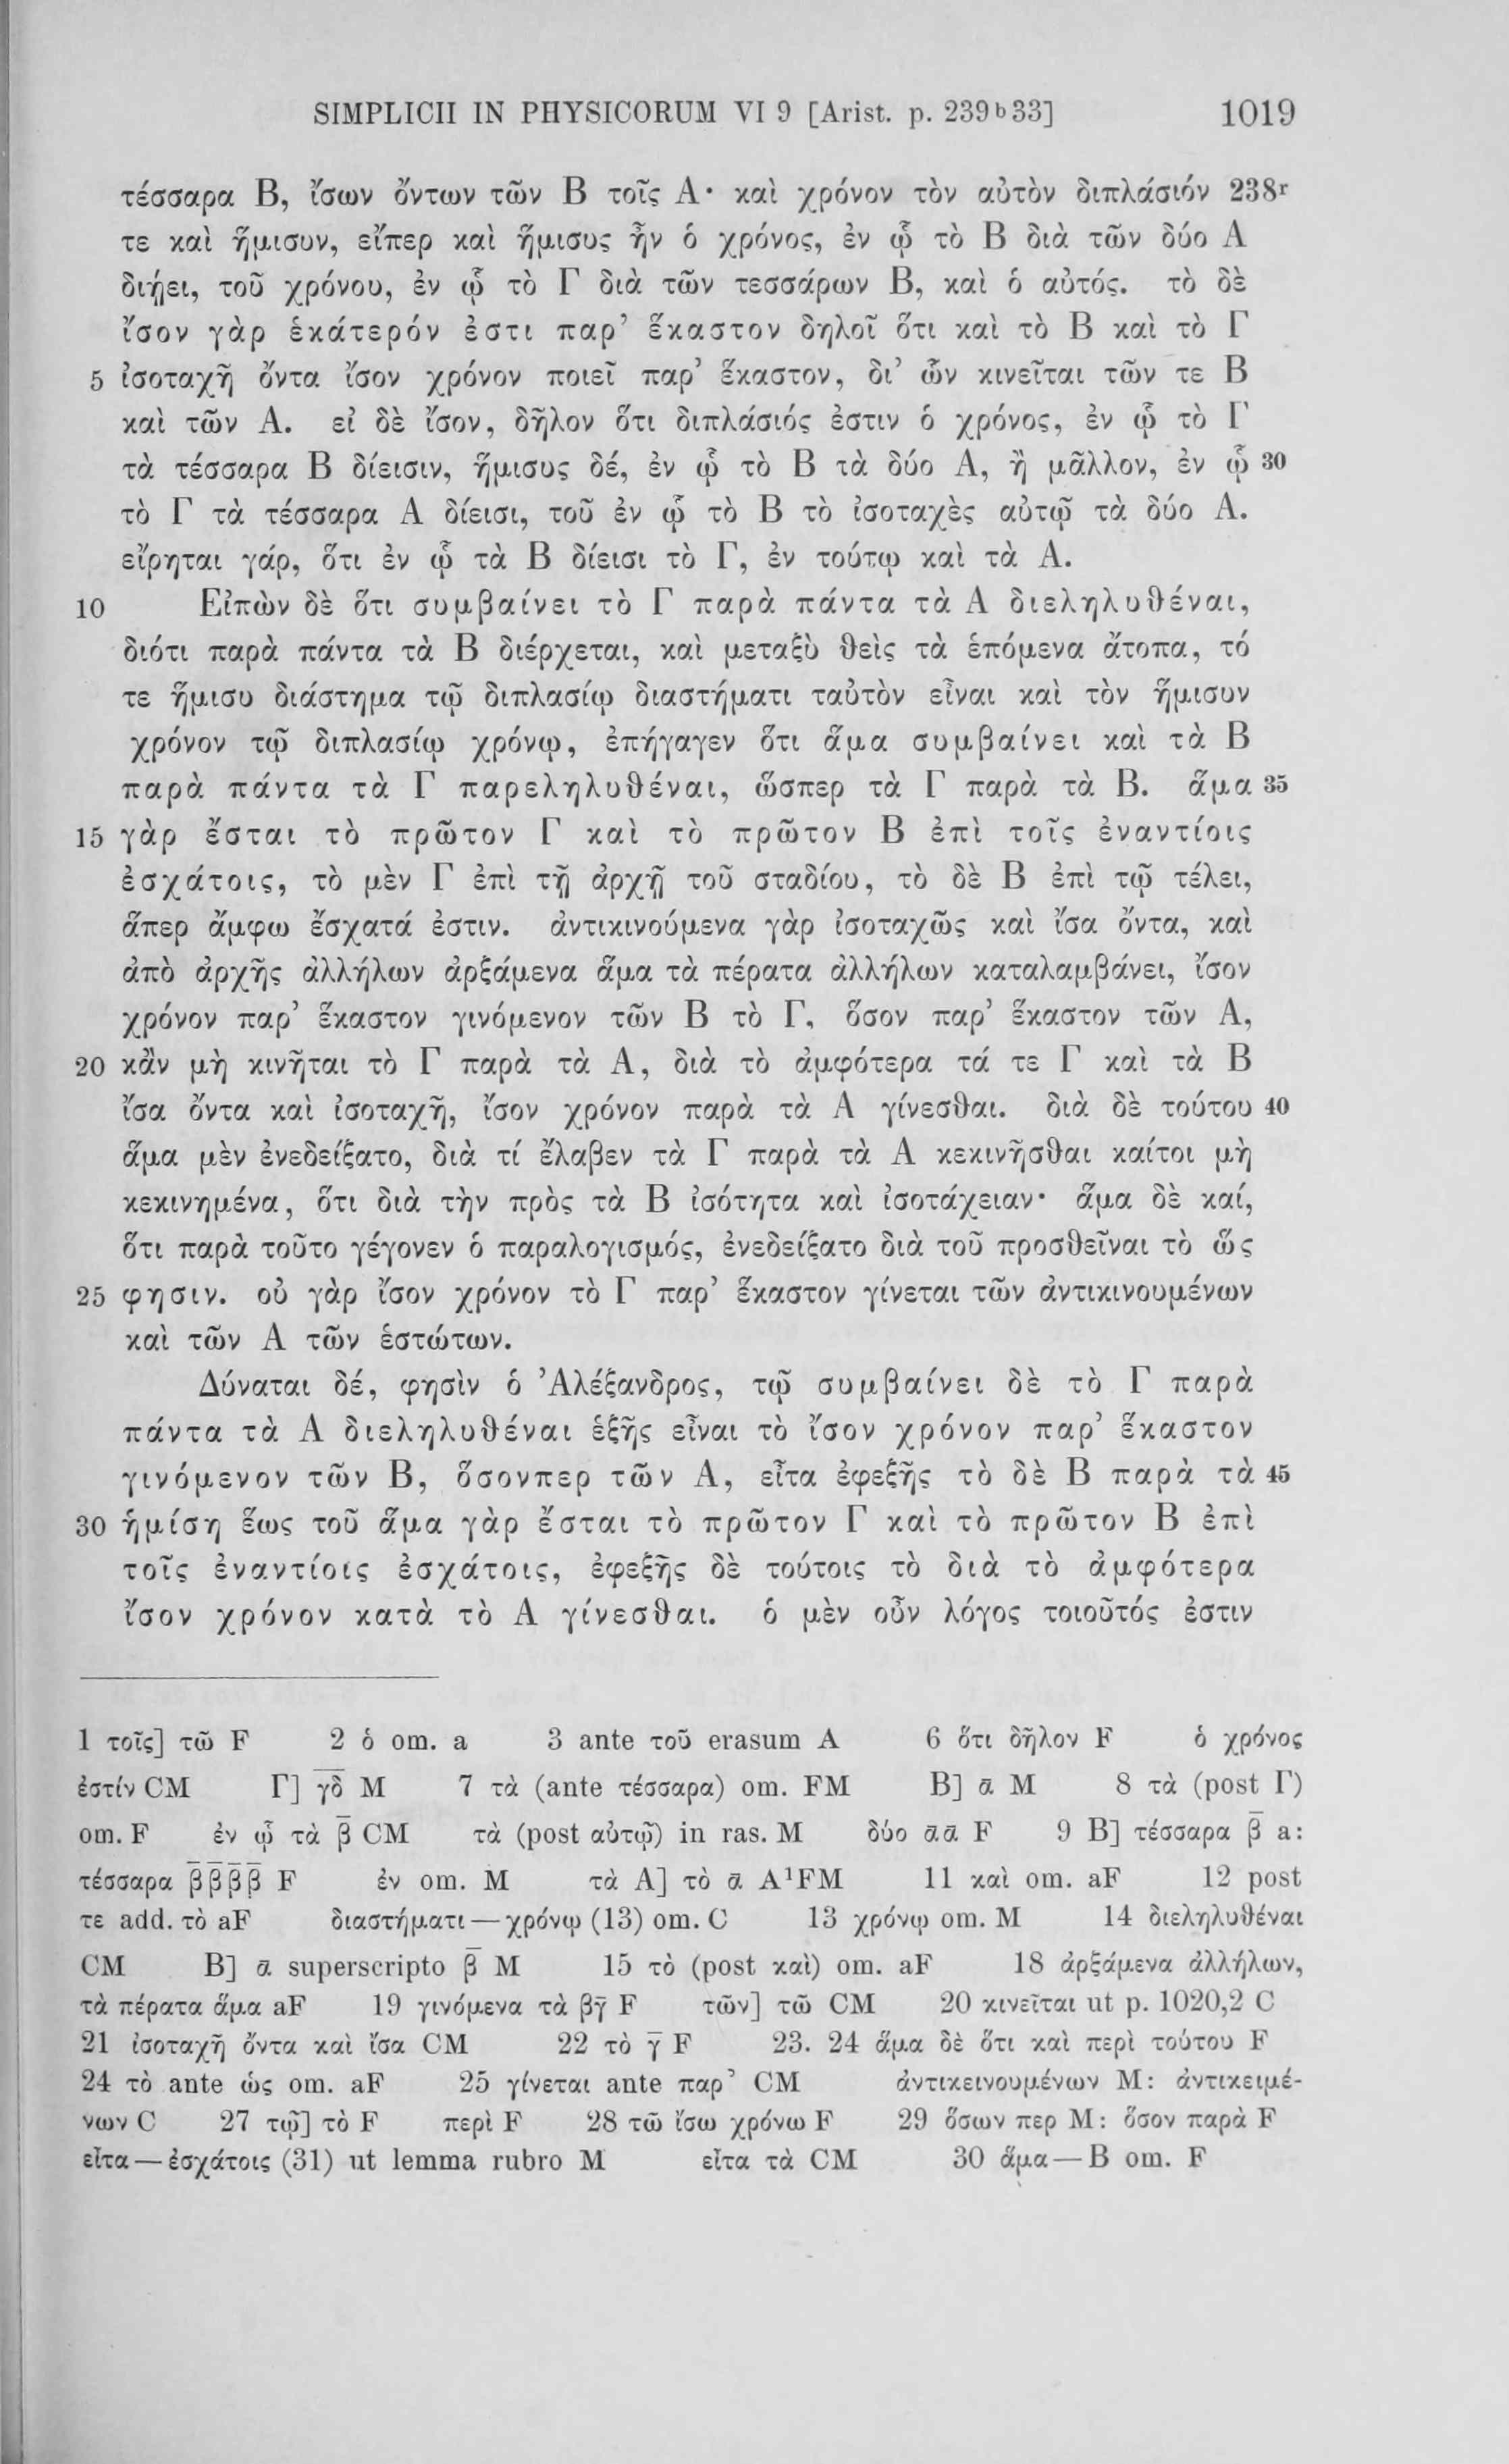 SIMPLICII IN PHYSICORUM VI 9 [Arist. p. 239b33] 1019
τέσσαρα Β, ἴσων ὄντων τῶν Β τοῖς Α· καὶ χρόνον τὸν αὐτὸν διπλάσιόν 238r
τε καὶ ἥμισυν, εἴπερ καὶ ἥμισυς ἦν ὁ χρόνος, ἐν ᾧ τὸ Β διὰ τῶν δύο Α
διῄει, τοῦ χρόνου, ἐν ᾧ τὸ Γ διὰ τῶν τεσσάρων Β, καὶ ὁ αὐτός. τὸ δὲ
ἴσον γὰρ ἑκάτερόν ἐστι παρ’ ἕκαστον δηλοῖ ὅτι καὶ τὸ Β καὶ τὸ Γ
5 ἰσοταχῆ ὄντα ἴσον χρόνον ποιεῖ παρ’ ἕκαστον, δι’ ὧν κινεῖται τῶν τε Β
καὶ τῶν Α. εἰ δὲ ἴσον, δῆλον ὅτι διπλάσιός ἐστιν ὁ χρόνος, ἐν ᾧ τὸ Γ
τὰ τέσσαρα Β δίεισιν, ἥμισυς δέ, ἐν ᾧ τὸ Β τὰ δύο Α, ἢ μᾶλλον, ἐν ᾧ 30
τὸ Γ τὰ τέσσαρα Α δίεισι, τοῦ ἐν ᾧ τὸ Β τὸ ἰσοταχὲς αὐτῷ τὰ δύο Α.
εἴρηται γάρ, ὅτι ἐν ᾧ τὰ Β δίεισι τὸ Γ, ἐν τούτῳ καὶ τὰ Α.
10 Εἰπὼν δὲ ὅτι συμβαίνει τὸ Γ παρὰ πάντα τὰ Α διεληλυθέναι,
διότι παρὰ πάντα τὰ Β διέρχεται, καὶ μεταξὺ θεὶς τὰ ἑπόμενα ἄτοπα, τό
τε ἥμισυ διάστημα τῷ διπλασίῳ διαστήματι ταὐτὸν εἶναι καὶ τὸν ἥμισυν
χρόνον τῷ διπλασίῳ χρόνῳ, ἐπήγαγεν ὅτι ἅμα συμβαίνει καὶ τὰ Β
παρὰ πάντα τὰ Γ παρεληλυθέναι, ὥσπερ τὰ Γ παρὰ τὰ Β. ἅμα 35
15 γὰρ ἔσται τὸ πρῶτον Γ καὶ τὸ πρῶτον Β ἐπὶ τοῖς ἐναντίοις
ἐσχάτοις, τὸ μὲν Γ ἐπὶ τῇ ἀρχῇ τοῦ σταδίου, τὸ δὲ Β ἐπὶ τῷ τέλει,
ἅπερ ἄμφω ἔσχατά ἐστιν. ἀντικινούμενα γὰρ ἰσοταχῶς καὶ ἴσα ὄντα, καὶ
ἀπὸ ἀρχῆς ἀλλήλων ἀρξάμενα ἅμα τὰ πέρατα ἀλλήλων καταλαμβάνει, ἴσον
χρόνον παρ’ ἕκαστον γινόμενον τῶν Β τὸ Γ, ὅσον παρ’ ἕκαστον τῶν Α,
20 κἂν μὴ κινῆται τὸ Γ παρὰ τὰ Α, διὰ τὸ ἀμφότερα τά τε Γ καὶ τὰ Β
ἴσα ὄντα καὶ ἰσοταχῆ, ἴσον χρόνον παρὰ τὰ Α γίνεσθαι. διὰ δὲ τούτου 40
ἅμα μὲν ἐνεδείξατο, διὰ τί ἔλαβεν τὰ Γ παρὰ τὰ Α κεκινῆσθαι καίτοι μὴ
κεκινημένα, ὅτι διὰ τὴν πρὸς τὰ Β ἰσότητα καὶ ἰσοτάχειαν· ἅμα δὲ καί,
ὅτι παρὰ τοῦτο γέγονεν ὁ παραλογισμός, ἐνεδείξατο διὰ τοῦ προσθεῖναι τὸ ὥς
25 φησιν. οὐ γὰρ ἴσον χρόνον τὸ Γ παρ’ ἕκαστον γίνεται τῶν ἀντικινουμένων
καὶ τῶν Α τῶν ἑστώτων.
Δύναται δέ, φησὶν ὁ Ἀλέξανδρος, τῷ συμβαίνει δὲ τὸ Γ παρὰ
πάντα τὰ Α διεληλυθέναι ἑξῆς εἶναι τὸ ἴσον χρόνον παρ’ ἕκαστον
γινόμενον τῶν Β, ὅσονπερ τῶν Α, εἶτα ἐφεξῆς τὸ δὲ Β παρὰ τὰ 45
30 ἡμίση ἕως τοῦ ἅμα γὰρ ἔσται τὸ πρῶτον Γ καὶ τὸ πρῶτον Β ἐπὶ
τοῖς ἐναντίοις ἐσχάτοις, ἐφεξῆς δὲ τούτοις τὸ διὰ τὸ ἀμφότερα
ἴσον χρόνον κατὰ τὸ Α γίνεσθαι. ὁ μὲν οὖν λόγος τοιοῦτός ἐστιν
1 τοῖς] τῶ F 2 ὁ om. a 3 ante τοῦ erasum A 6 ὅτι δῆλον F ὁ χρόνος
ἐστίν CM Γ] γ̅δ̅ M 7 τὰ (ante τέσσαρα) om. FM Β] α̅ M 8 τὰ (post Γ)
om. F ἐν ᾧ τὰ β̅ CM τὰ (post αὐτῷ) in ras. M δύο α̅α̅ F 9 Β] τέσσαρα β̅ a:
τέσσαρα β̅β̅β̅β̅ F ἐν om. M τὰ Α] τὸ α̅ A¹FM 11 καὶ om. aF 12 post
τε add. τὸ aF διαστήματι — χρόνῳ (13) om. C 13 χρόνῳ om. M 14 διεληλυθέναι
CM Β] α̅ superscripto β̅ M 15 τὸ (post καὶ) om. aF 18 ἀρξάμενα ἀλλήλων,
τὰ πέρατα ἅμα aF 19 γινόμενα τὰ β̅γ̅ F τῶν] τῶ CM 20 κινεῖται ut p. 1020,2 C
21 ἰσοταχῆ ὄντα καὶ ἴσα CM 22 τὸ γ̅ F 23. 24 ἅμα δὲ ὅτι καὶ περὶ τούτου F
24 τὸ ante ὡς om. aF 25 γίνεται ante παρ’ CM ἀντικεινουμένων M: ἀντικειμέ-
νων C 27 τῷ] τὸ F περὶ F 28 τῶ ἴσω χρόνω F 29 ὅσων περ M: ὅσον παρὰ F
εἶτα — ἐσχάτοις (31) ut lemma rubro M εἶτα τὰ CM 30 ἅμα — Β om. F